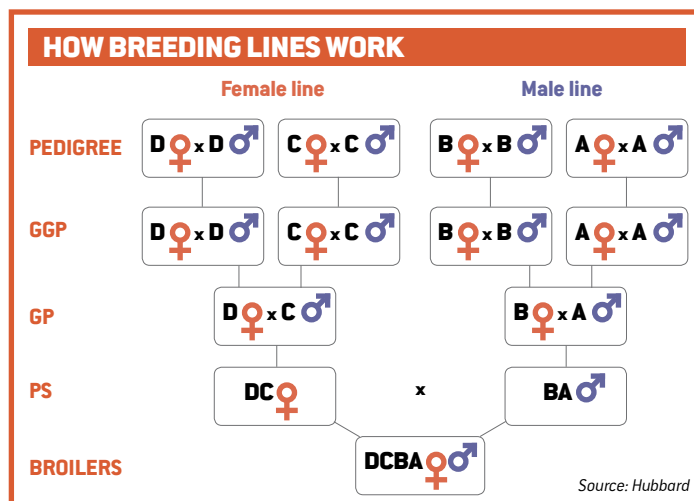 HOW BREEDING LINES WORK
Female line Male line
PEDIGREE D♀ x D♂ C♀ x C♂ B♀ x B♂ A♀ x A♂
GGP D♀ x D♂ C♀ x C♂ B♀ x B♂ A♀ x A♂
GP D♀ x C♂ B♀ x A♂
PS DC♀ x BA♂
BROILERS DCBA♀♂
Source: Hubbard